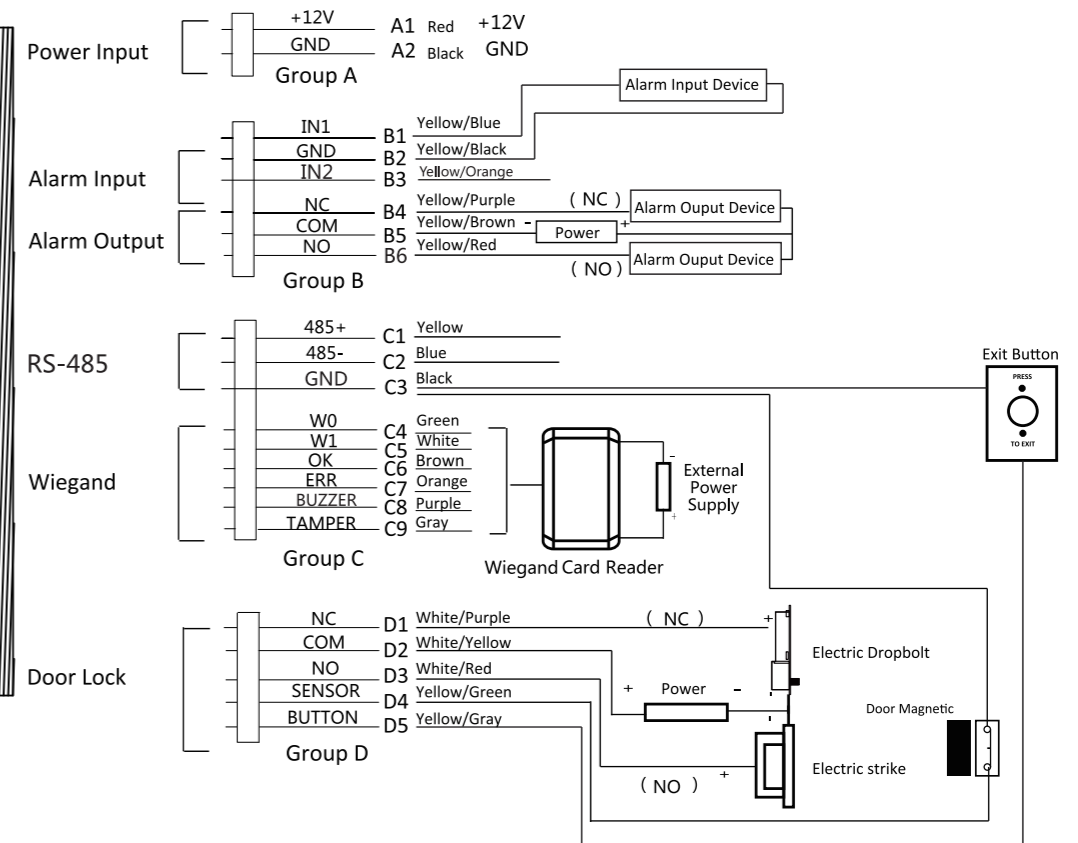 Power Input
+12V A1 Red +12V
GND A2 Black GND
Group A
Alarm Input Device
IN1 B1 Yellow/Blue
GND B2 Yellow/Black
Alarm Input
IN2 B3 Yellow/Orange
NC B4 Yellow/Purple ( NC ) Alarm Ouput Device
Alarm Output
COM B5 Yellow/Brown - Power +
NO B6 Yellow/Red ( NO ) Alarm Ouput Device
Group B
RS-485
485+ C1 Yellow
485- C2 Blue
GND C3 Black
Exit Button
PRESS
TO EXIT
Wiegand
W0 C4 Green
W1 C5 White
OK C6 Brown
ERR C7 Orange
BUZZER C8 Purple
TAMPER C9 Gray
Group C
-
External
Power
Supply
+
Wiegand Card Reader
Door Lock
NC D1 White/Purple ( NC ) +
COM D2 White/Yellow
NO D3 White/Red
SENSOR D4 Yellow/Green
BUTTON D5 Yellow/Gray
Group D
Electric Dropbolt
+ Power - -
-
Door Magnetic
Electric strike
( NO ) +